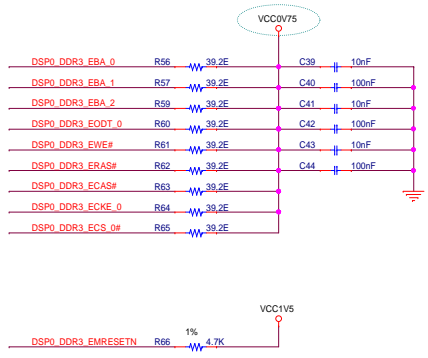 VCC0V75
DSP0_DDR3_EBA_0 R56 39.2E C39 10nF
DSP0_DDR3_EBA_1 R57 39.2E C40 100nF
DSP0_DDR3_EBA_2 R59 39.2E C41 10nF
DSP0_DDR3_EODT_0 R60 39.2E C42 100nF
DSP0_DDR3_EWE# R61 39.2E C43 10nF
DSP0_DDR3_ERAS# R62 39.2E C44 100nF
DSP0_DDR3_ECAS# R63 39.2E
DSP0_DDR3_ECKE_0 R64 39.2E
DSP0_DDR3_ECS_0# R65 39.2E
VCC1V5
1%
DSP0_DDR3_EMRESETN R66 4.7K